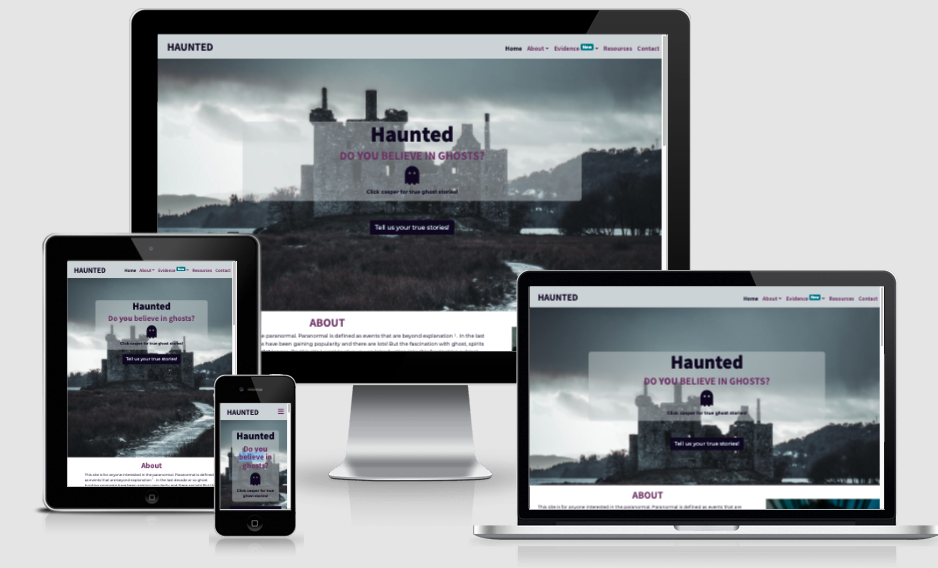 HAUNTED
Home About Evidence New Resources Contact
Haunted
DO YOU BELIEVE IN GHOSTS?
Click casper for true ghost stories!
Tell us your true stories!
ABOUT
e paranormal. Paranormal is defined as events that are beyond explanation ¹. In the last
have been gaining popularity and there are lots! But the fascination with ghost, spirits
HAUNTED
Home About Evidence New Resources Contact
Haunted
Do you believe in ghosts?
Click casper for true ghost stories!
Tell us your true stories!
About
This site is for anyone interested in the paranormal. Paranormal is defined
as events that are beyond explanation ¹. In the last decade or so ghost
HAUNTED
Haunted
Do you
believe in
ghosts?
Click casper for true
ghost stories!
HAUNTED
Home About Evidence New Resources Contact
Haunted
DO YOU BELIEVE IN GHOSTS?
Click casper for true ghost stories!
Tell us your true stories!
ABOUT
This site is for anyone interested in the paranormal. Paranormal is defined as events that are